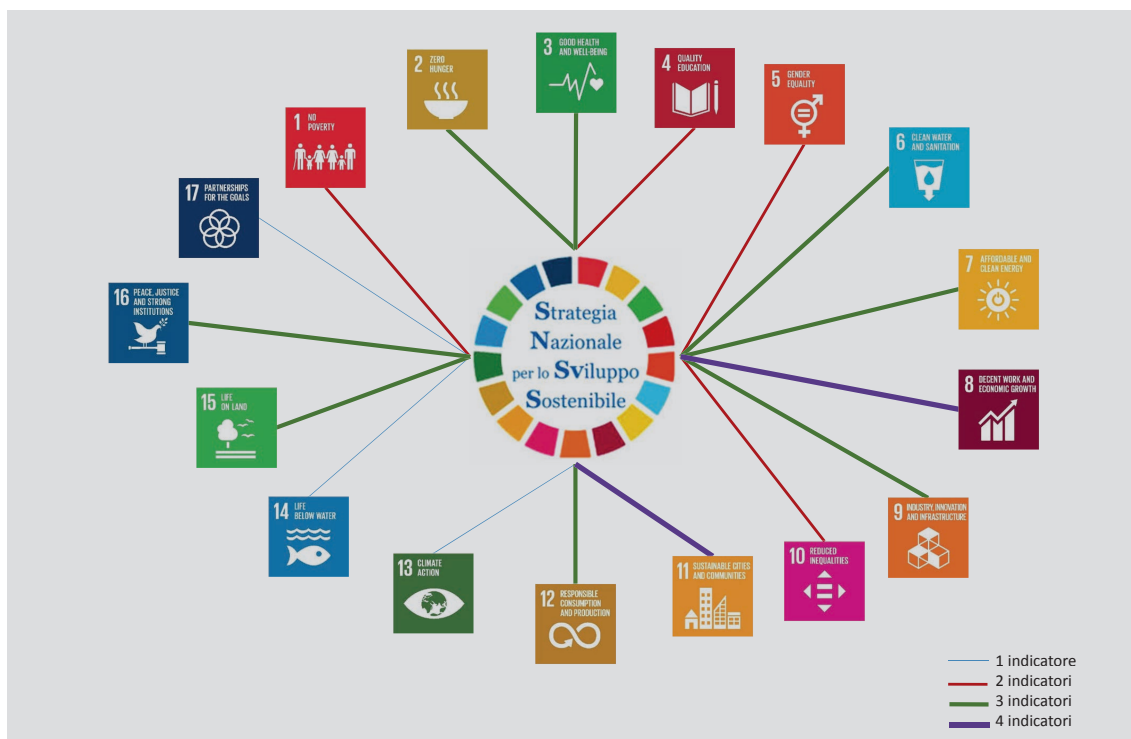 1 NO
POVERTY
2 ZERO
HUNGER
3 GOOD HEALTH
AND WELL-BEING
4 QUALITY
EDUCATION
5 GENDER
EQUALITY
6 CLEAN WATER
AND SANITATION
7 AFFORDABLE AND
CLEAN ENERGY
8 DECENT WORK AND
ECONOMIC GROWTH
9 INDUSTRY, INNOVATION
AND INFRASTRUCTURE
10 REDUCED
INEQUALITIES
11 SUSTAINABLE CITIES
AND COMMUNITIES
12 RESPONSIBLE
CONSUMPTION
AND PRODUCTION
13 CLIMATE
ACTION
14 LIFE
BELOW WATER
15 LIFE
ON LAND
16 PEACE, JUSTICE
AND STRONG
INSTITUTIONS
17 PARTNERSHIPS
FOR THE GOALS
Strategia
Nazionale
per lo Sviluppo
Sostenibile
1 indicatore
2 indicatori
3 indicatori
4 indicatori